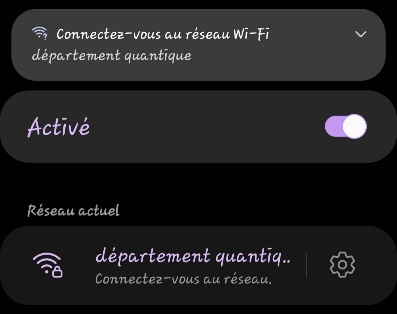 Connectez-vous au réseau Wi-Fi
département quantique
Activé
Réseau actuel
département quantiq..
Connectez-vous au réseau.